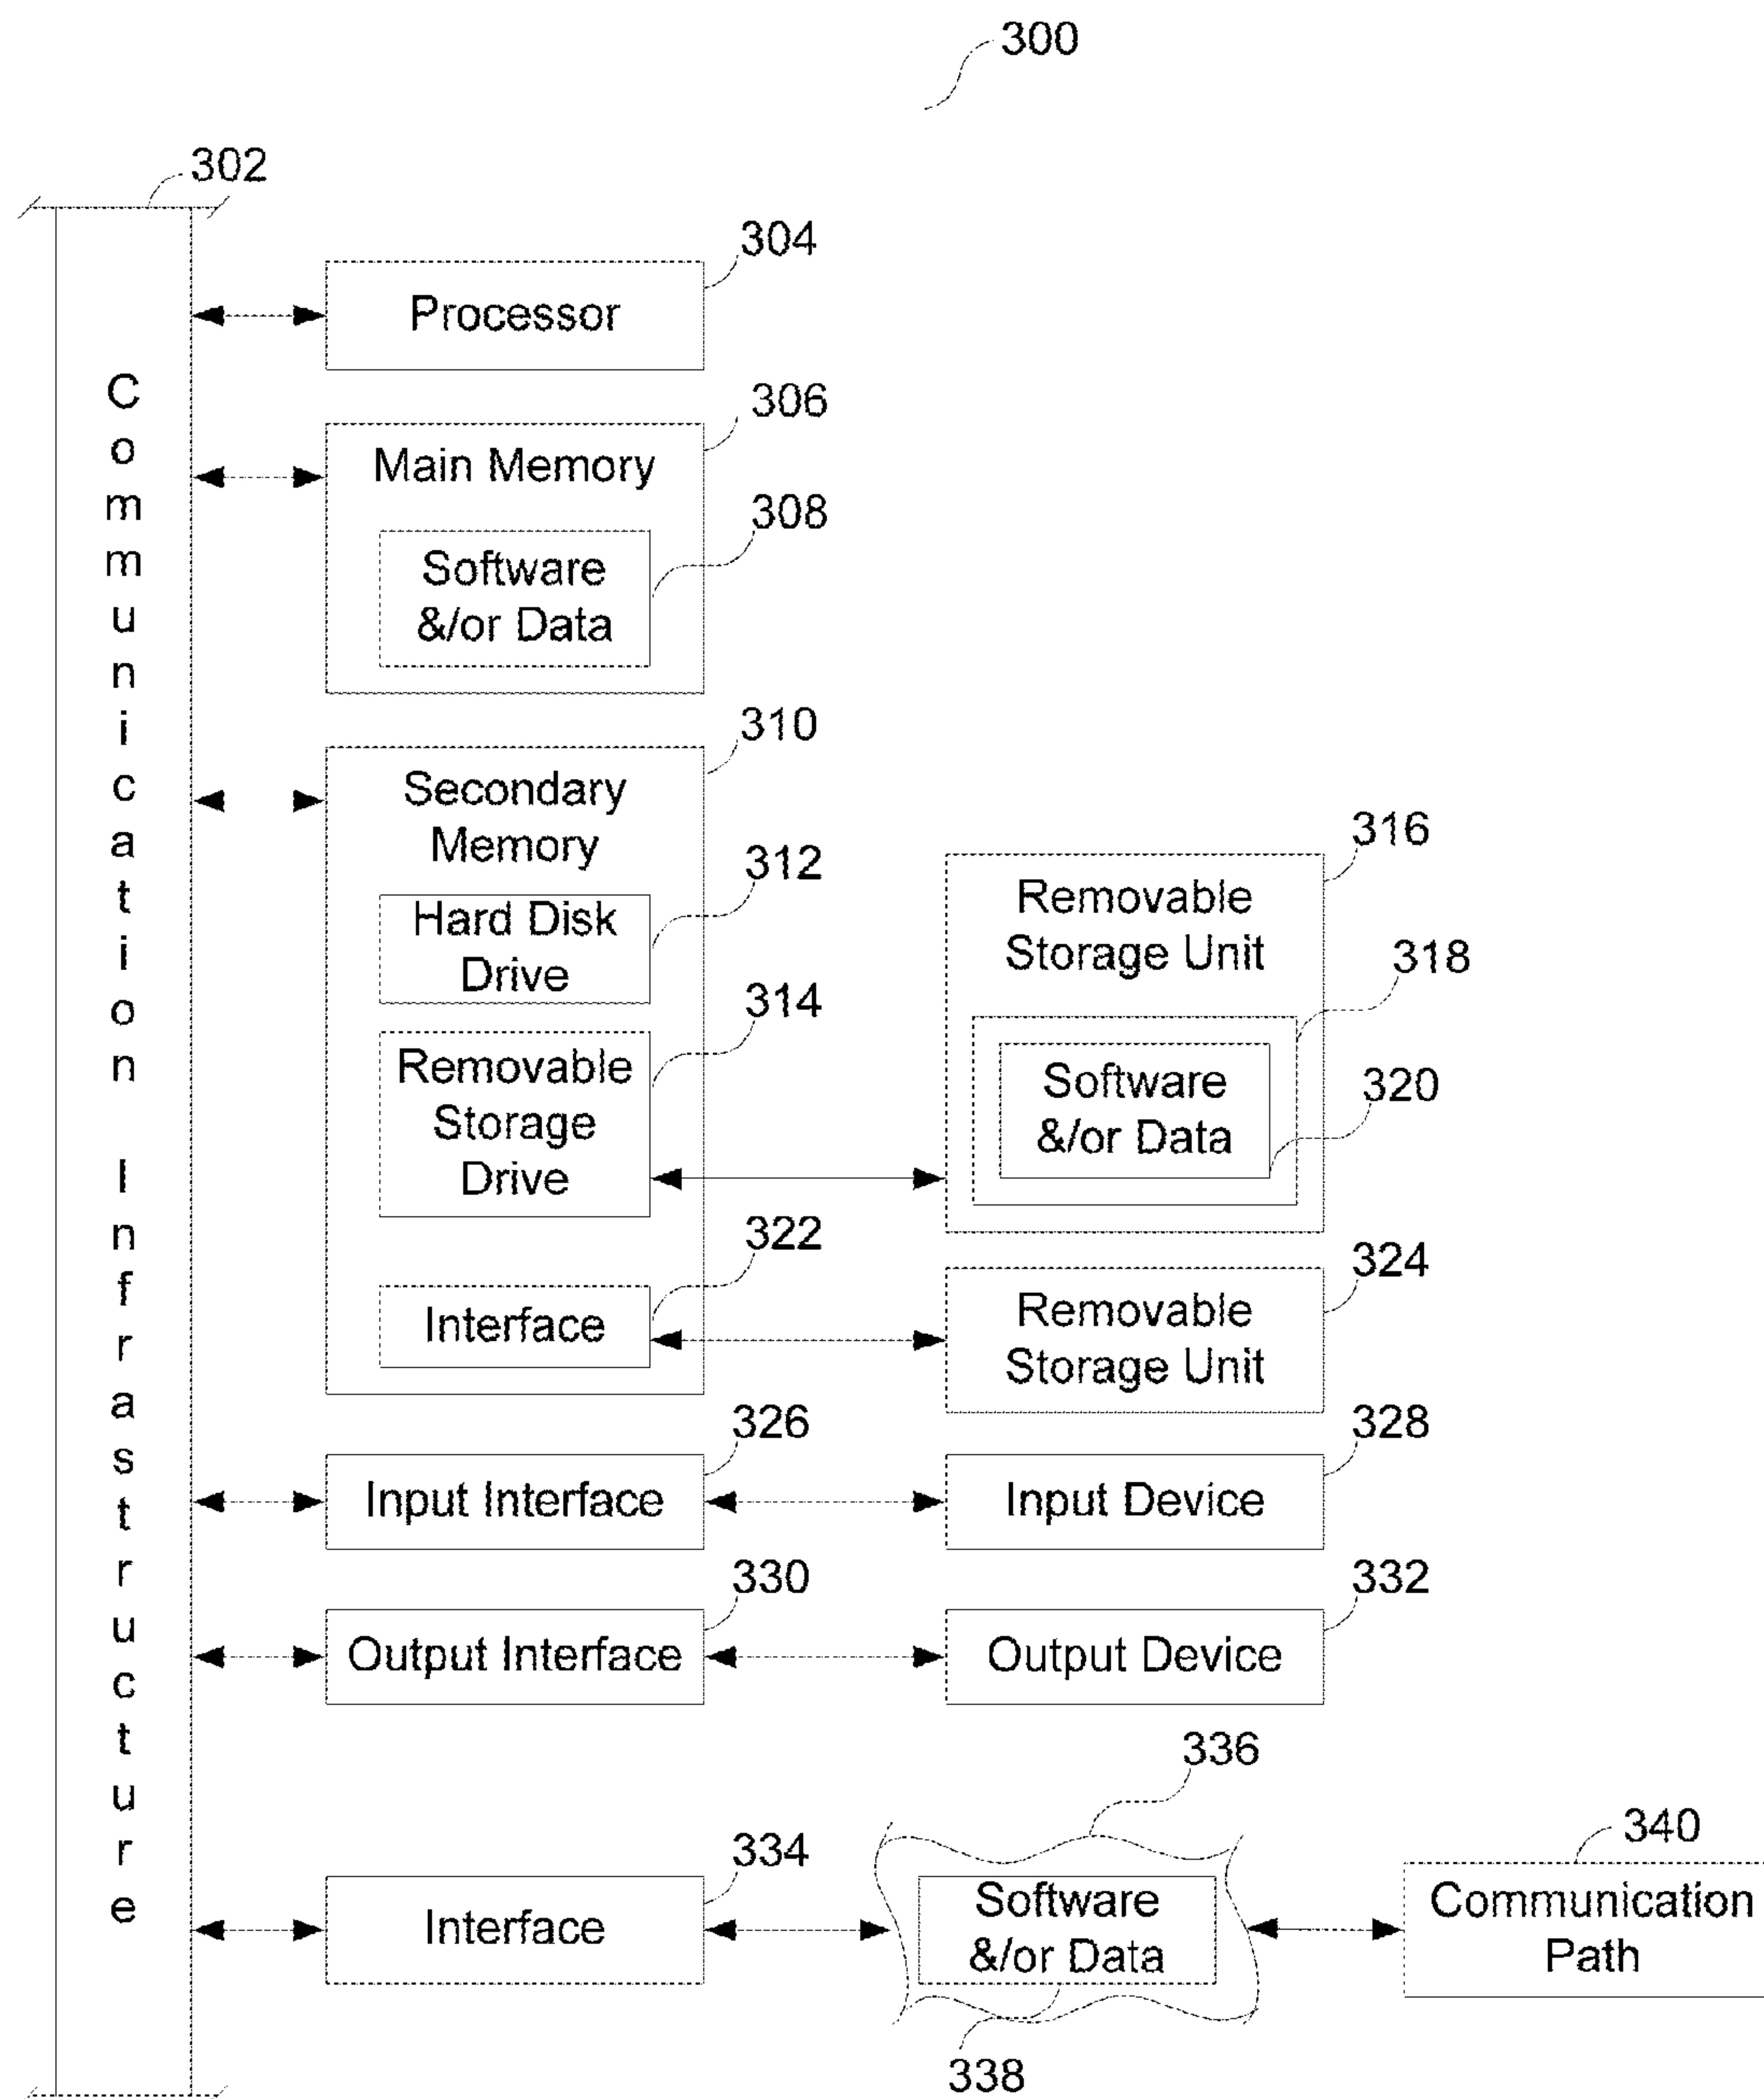 300
302
Communication Infrastructure
304
Processor
306
Main Memory
308
Software
&/or Data
310
Secondary
Memory
312
Hard Disk
Drive
314
Removable
Storage
Drive
316
Removable
Storage Unit
318
Software
&/or Data
320
322
Interface
324
Removable
Storage Unit
326
Input Interface
328
Input Device
330
Output Interface
332
Output Device
334
Interface
336
Software
&/or Data
338
340
Communication
Path